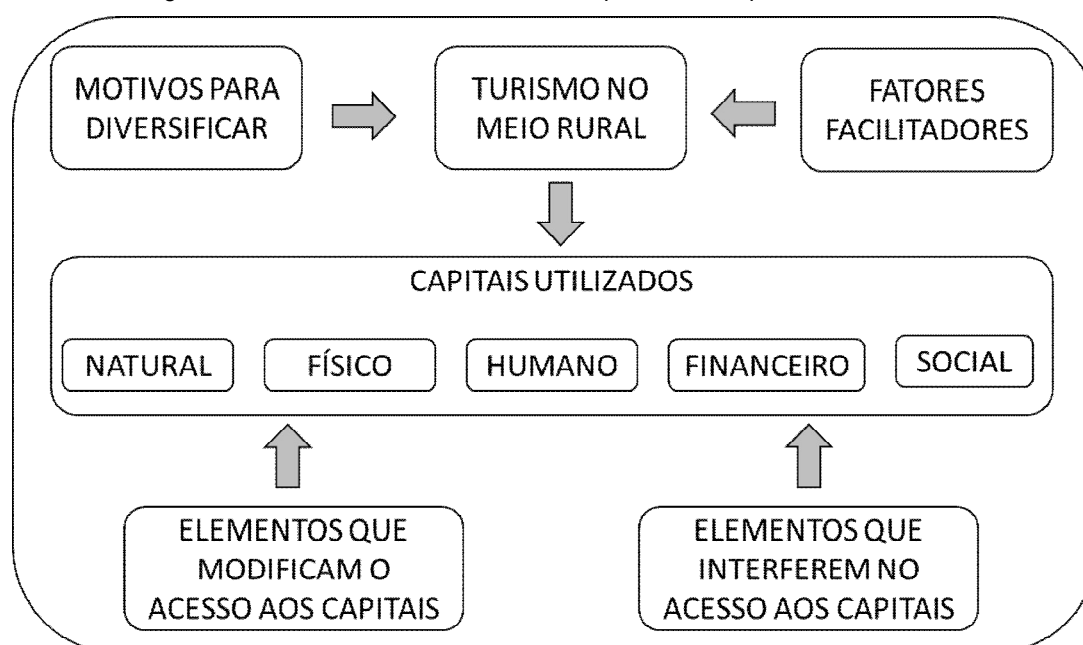 MOTIVOS PARA
DIVERSIFICAR
TURISMO NO
MEIO RURAL
FATORES
FACILITADORES
CAPITAIS UTILIZADOS
NATURAL
FÍSICO
HUMANO
FINANCEIRO
SOCIAL
ELEMENTOS QUE
MODIFICAM O
ACESSO AOS CAPITAIS
ELEMENTOS QUE
INTERFEREM NO
ACESSO AOS CAPITAIS